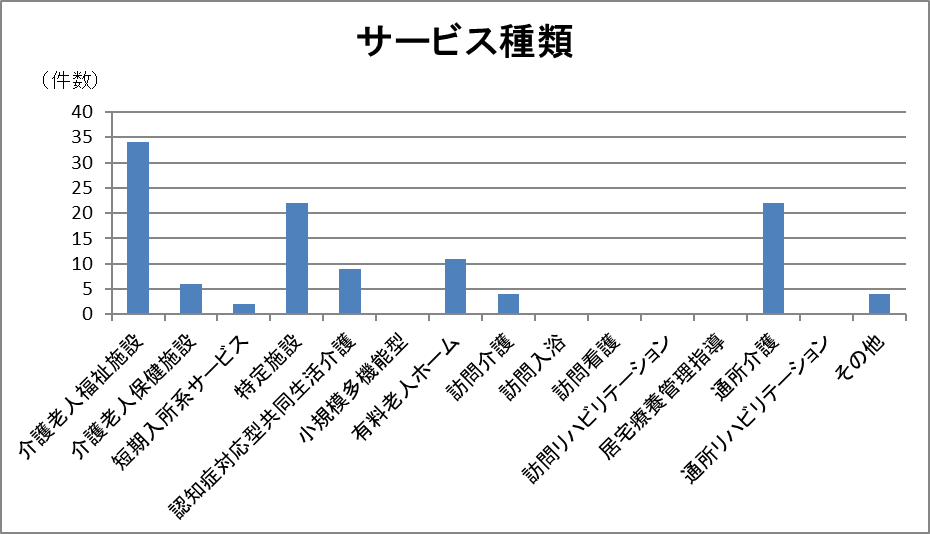 サービス種類
（件数）
40
35
30
25
20
15
10
5
0
介護老人福祉施設
介護老人保健施設
短期入所系サービス
特定施設
認知症対応型共同生活介護
小規模多機能型
有料老人ホーム
訪問介護
訪問入浴
訪問看護
訪問リハビリテーション
居宅療養管理指導
通所介護
通所リハビリテーション
その他